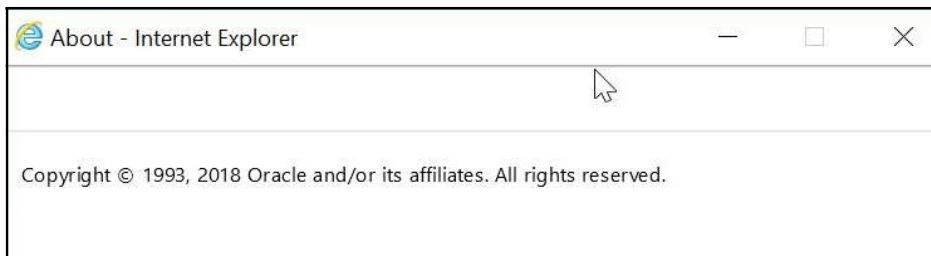 About - Internet Explorer
Copyright © 1993, 2018 Oracle and/or its affiliates. All rights reserved.